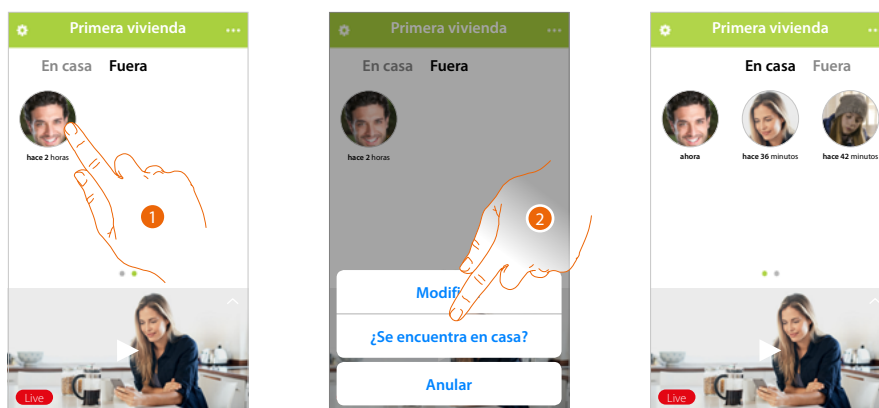 Primera vivienda
En casa Fuera
hace 2 horas
1
Live
Primera vivienda
En casa Fuera
hace 2 horas
2
¿Se encuentra en casa?
Anular
Primera vivienda
En casa Fuera
ahora
hace 36 minutos
hace 42 minutos
Live